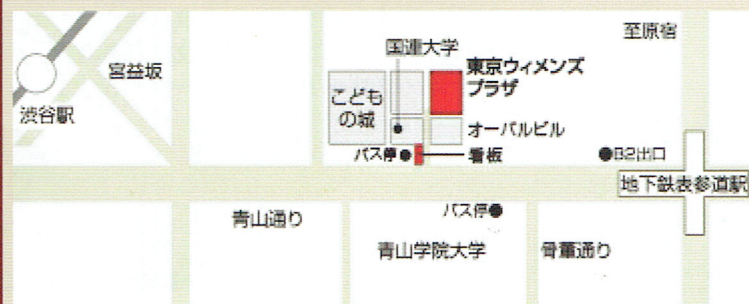 至原宿
国連大学
宮益坂
東京ウィメンズ
プラザ
こども
の城
渋谷駅
オーバルビル
バス停
看板
B2出口
地下鉄表参道駅
バス停
青山通り
青山学院大学
骨董通り